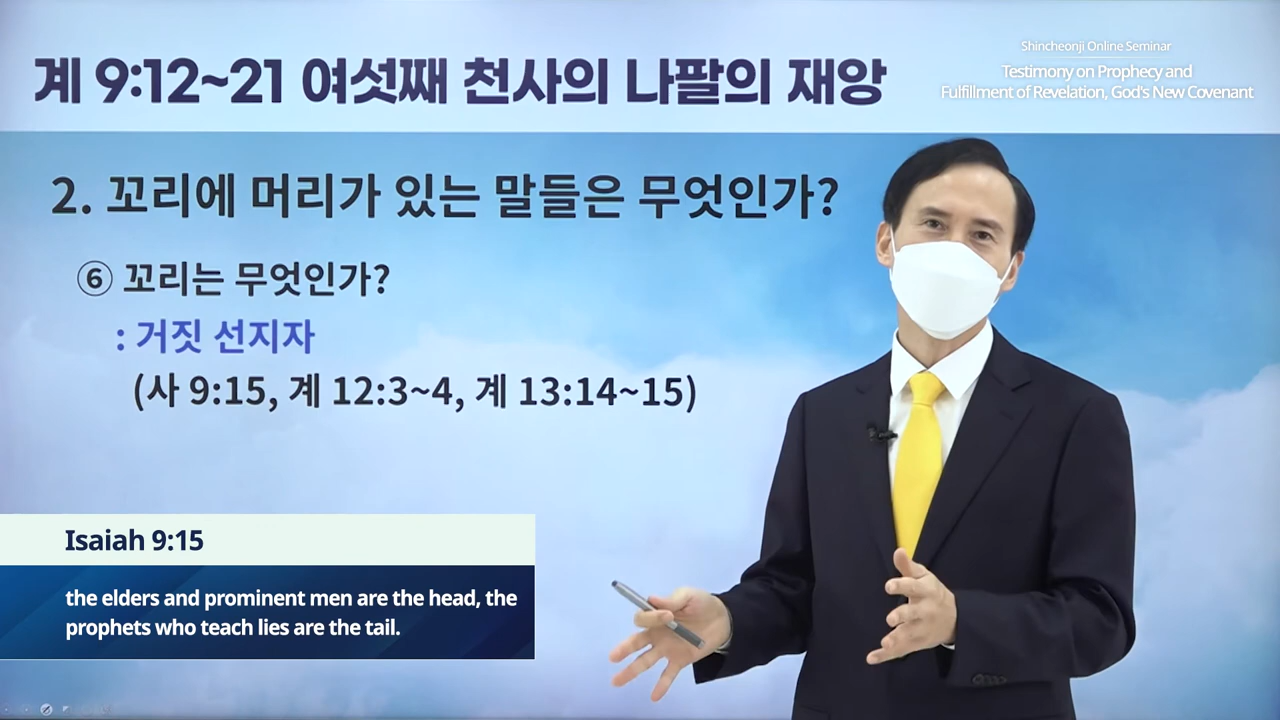 계 9:12~21 여섯째 천사의 나팔의 재앙
Shincheonji Online Seminar
Testimony on Prophecy and
Fulfillment of Revelation, God's New Covenant
2. 꼬리에 머리가 있는 말들은 무엇인가?
⑥ 꼬리는 무엇인가?
: 거짓 선지자
(사 9:15, 계 12:3~4, 계 13:14~15)
Isaiah 9:15
the elders and prominent men are the head, the
prophets who teach lies are the tail.